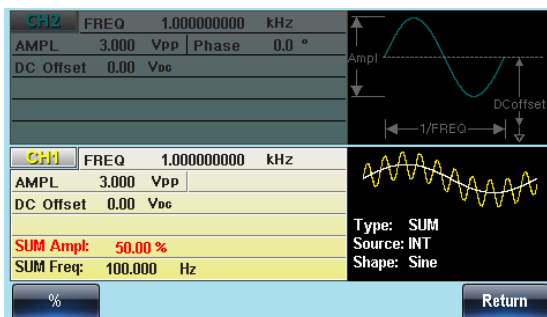 CH2 FREQ 1.000000000 kHz
AMPL 3.000 Vpp Phase 0.0 °
DC Offset 0.00 VDC
Ampl
DCoffset
1/FREQ
CH1 FREQ 1.000000000 kHz
AMPL 3.000 Vpp
DC Offset 0.00 VDC
SUM Ampl: 50.00 %
SUM Freq: 100.000 Hz
Type: SUM
Source: INT
Shape: Sine
% Return